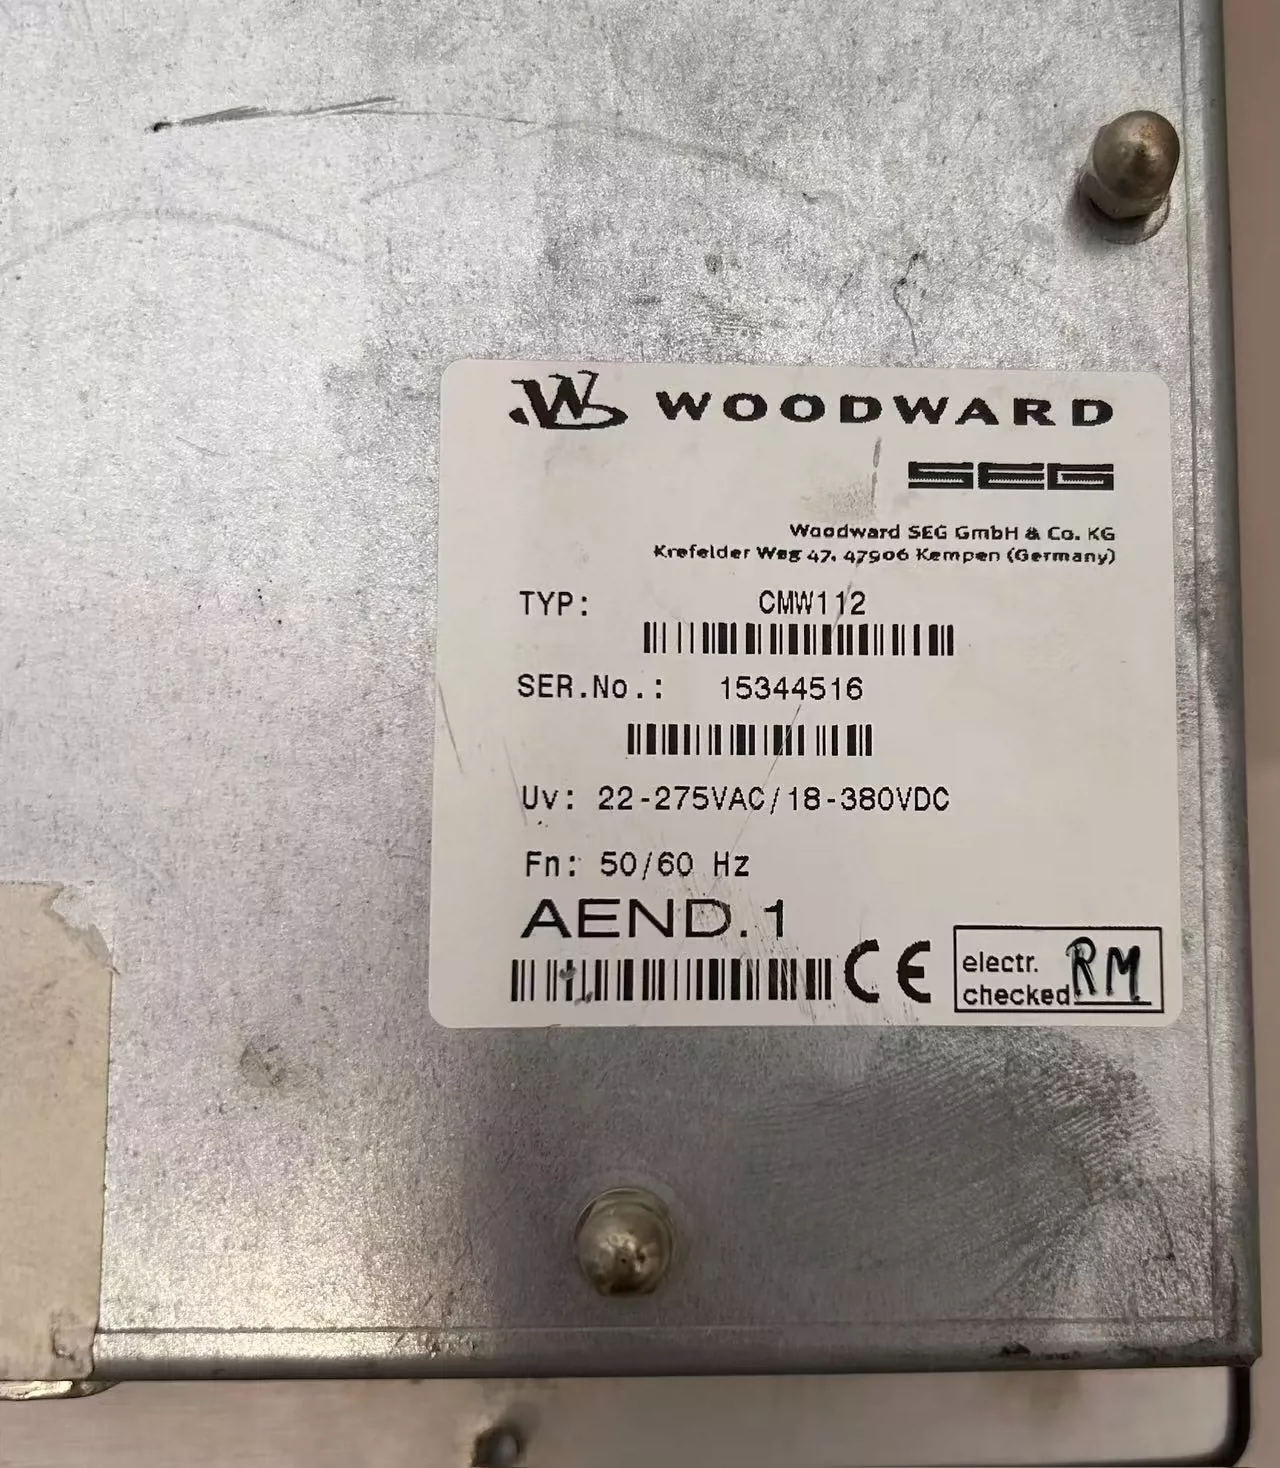 WOODWARD
SEG
Woodward SEG GmbH & Co. KG
Krefelder Weg 47, 47906 Kempen (Germany)
TYP: CMW112
SER.No.: 15344516
Uv: 22-275VAC/18-380VDC
Fn: 50/60 Hz
AEND.1
CE
electr.
checked RM